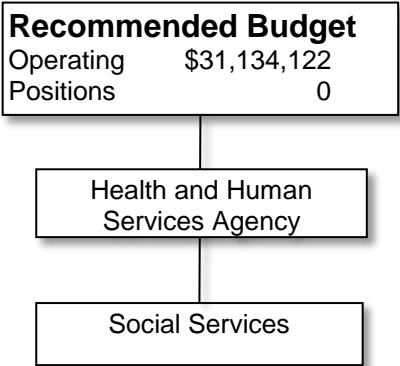 Recommended Budget
Operating $31,134,122
Positions 0
Health and Human
Services Agency
Social Services